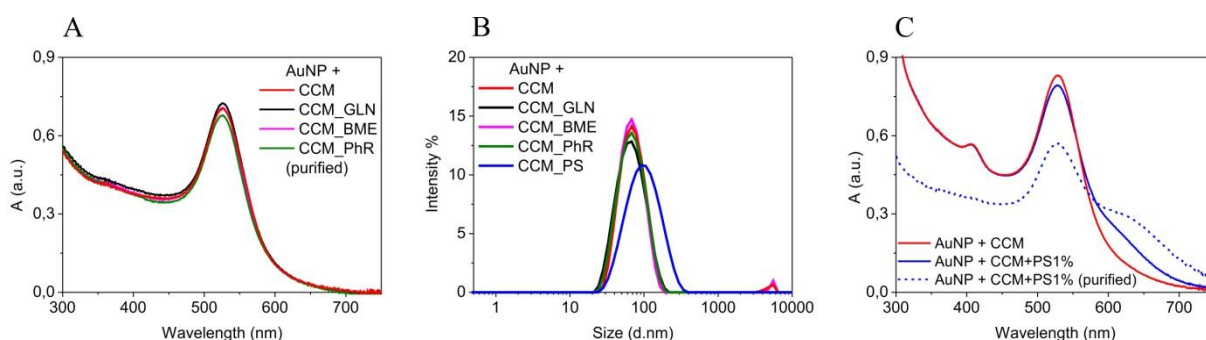 A
0,9
0,6
0,3
0,0
A (a.u.)
300
400
500
600
700
Wavelength (nm)
AuNP +
CCM
CCM_GLN
CCM_BME
CCM_PhR
(purified)
B
20
15
10
5
0
Intensity %
1
10
100
1000
10000
Size (d.nm)
AuNP +
CCM
CCM_GLN
CCM_BME
CCM_PhR
CCM_PS
C
0,9
0,6
0,3
0,0
A (a.u.)
300
400
500
600
700
Wavelength (nm)
AuNP + CCM
AuNP + CCM+PS1%
AuNP + CCM+PS1% (purified)